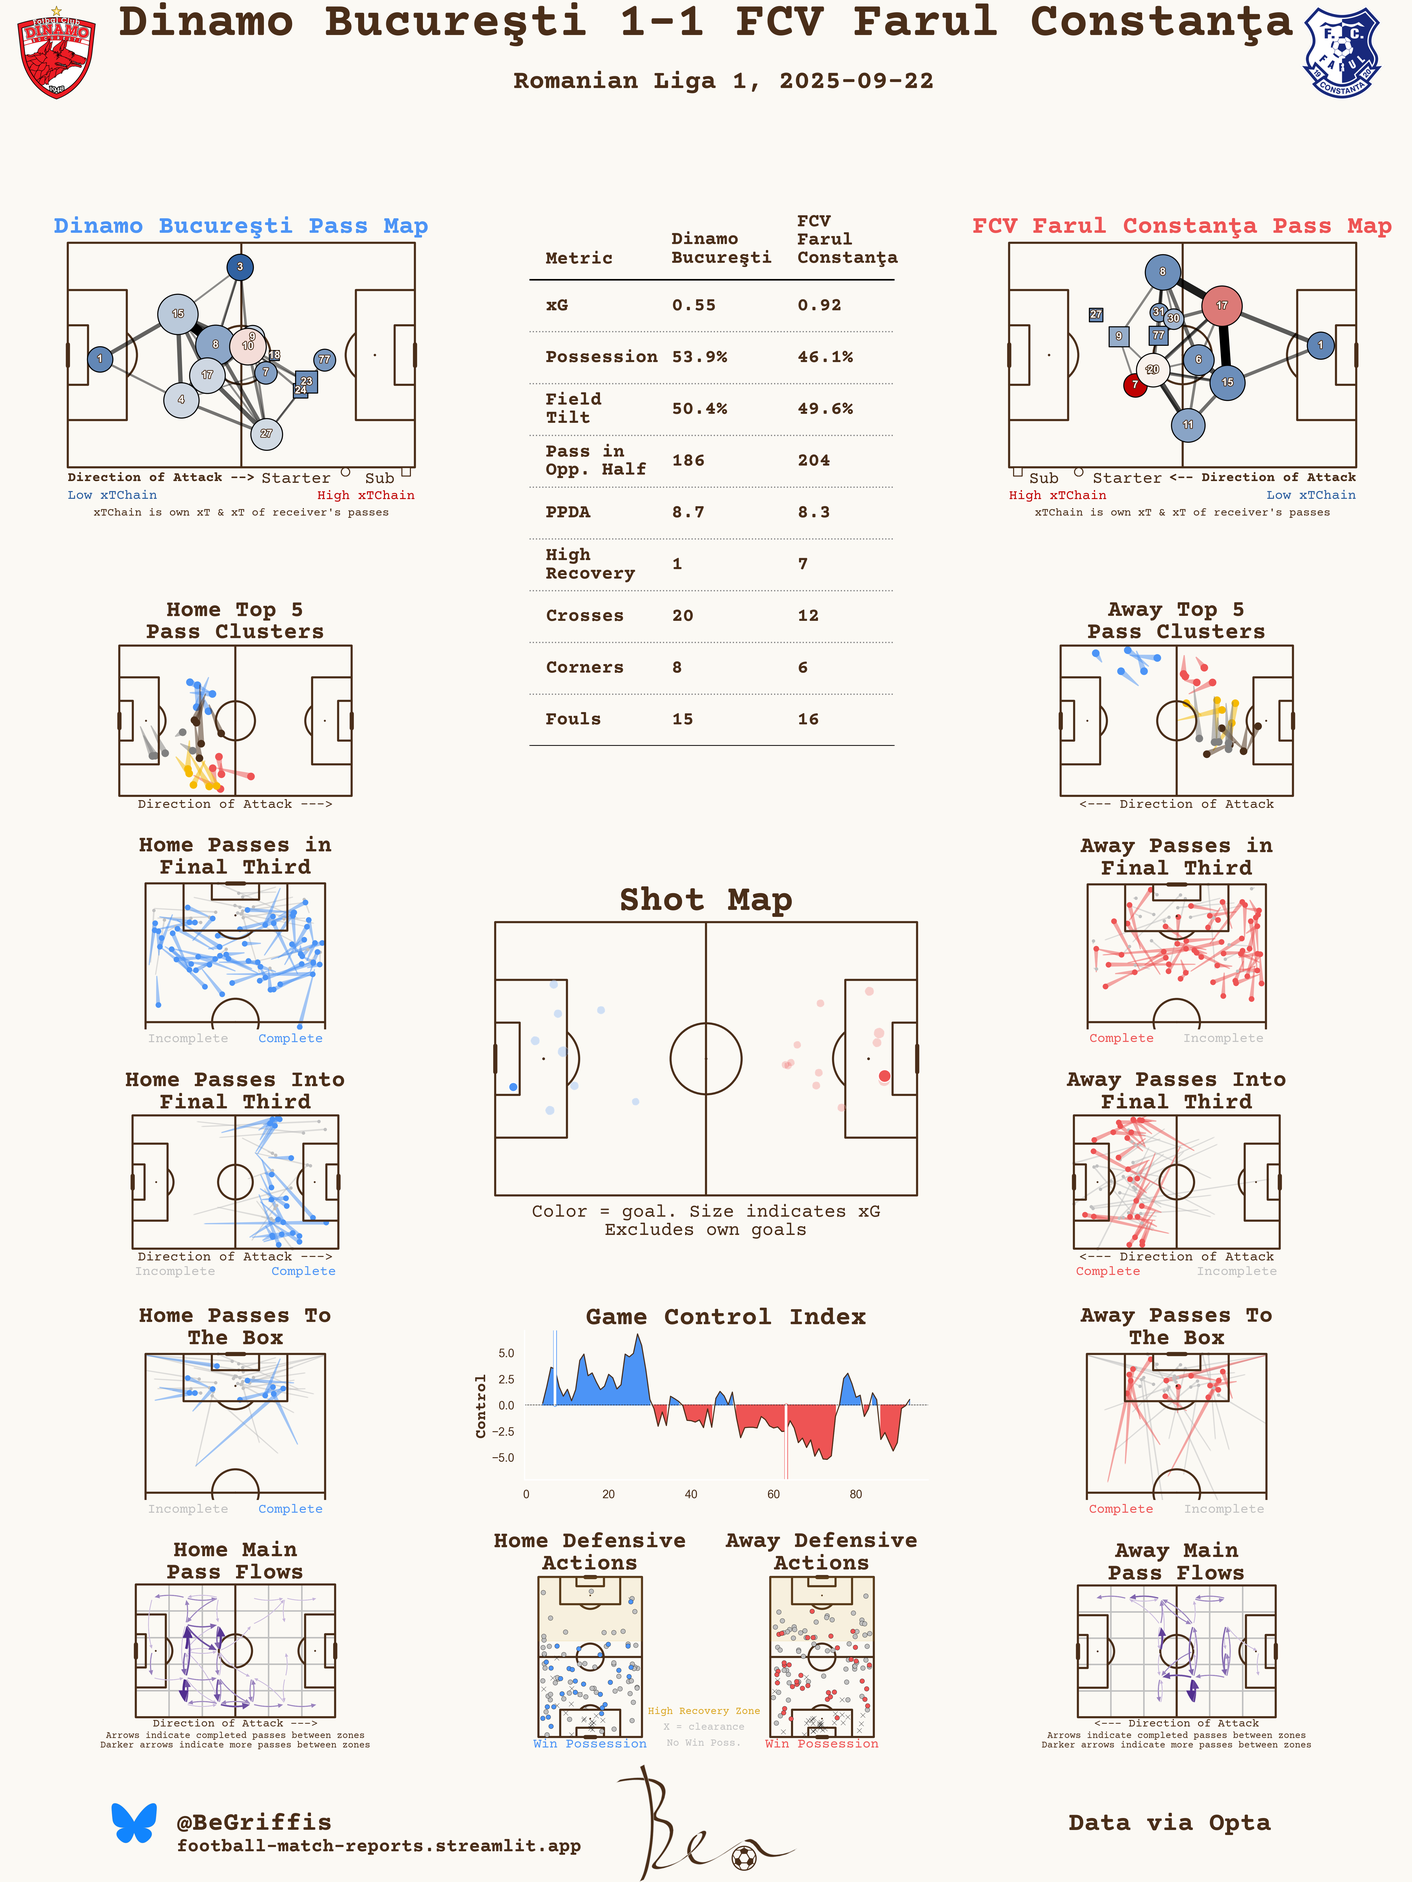 Dinamo Bucureşti 1-1 FCV Farul Constanţa
Romanian Liga 1, 2025-09-22
Fotbal Club
DINAMO
BUCUREŞTI
1948
F. C.
FARUL
19 CONSTANŢA 20
Dinamo Bucureşti Pass Map
3
15
9
8
10
18
1
77
7
17
23
24
4
27
Direction of Attack --> Starter Sub
Low xTChain High xTChain
xTChain is own xT & xT of receiver's passes
Metric Dinamo Bucureşti FCV Farul Constanţa
xG 0.55 0.92
Possession 53.9% 46.1%
Field Tilt 50.4% 49.6%
Pass in Opp. Half 186 204
PPDA 8.7 8.3
High Recovery 1 7
Crosses 20 12
Corners 8 6
Fouls 15 16
FCV Farul Constanţa Pass Map
8
17
27
31
30
9
77
1
6
20
7
15
11
Sub Starter <-- Direction of Attack
High xTChain Low xTChain
xTChain is own xT & xT of receiver's passes
Home Top 5
Pass Clusters
Direction of Attack --->
Away Top 5
Pass Clusters
<--- Direction of Attack
Home Passes in
Final Third
Incomplete Complete
Away Passes in
Final Third
Complete Incomplete
Shot Map
Color = goal. Size indicates xG
Excludes own goals
Home Passes Into
Final Third
Direction of Attack --->
Incomplete Complete
Away Passes Into
Final Third
<--- Direction of Attack
Complete Incomplete
Home Passes To
The Box
Incomplete Complete
Game Control Index
Control
5.0
2.5
0.0
−2.5
−5.0
0 20 40 60 80
Away Passes To
The Box
Complete Incomplete
Home Main
Pass Flows
Direction of Attack --->
Arrows indicate completed passes between zones
Darker arrows indicate more passes between zones
Home Defensive
Actions
Win Possession
High Recovery Zone
X = clearance
No Win Poss.
Away Defensive
Actions
Win Possession
Away Main
Pass Flows
<--- Direction of Attack
Arrows indicate completed passes between zones
Darker arrows indicate more passes between zones
@BeGriffis
football-match-reports.streamlit.app
Ben
Data via Opta